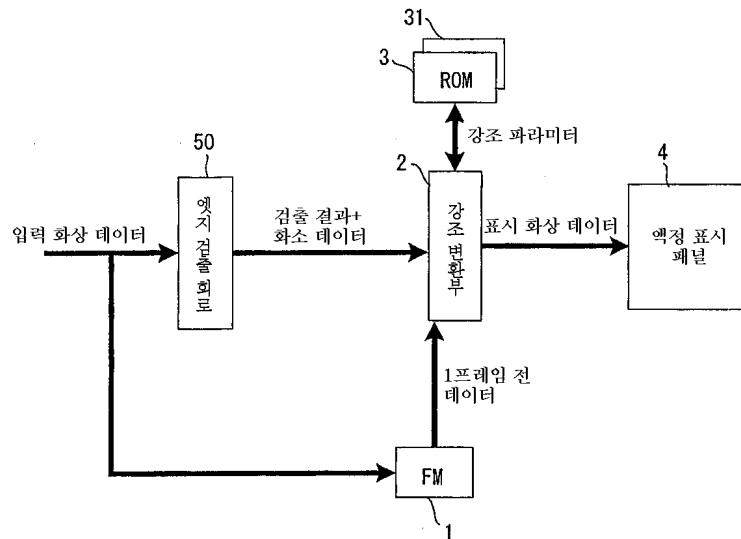 31
3
ROM
강조 파라미터
50
엣지 검출 회로
2
강조 변환부
4
액정 표시
패널
입력 화상 데이터
검출 결과+
화소 데이터
표시 화상 데이터
1프레임 전
데이터
FM
1